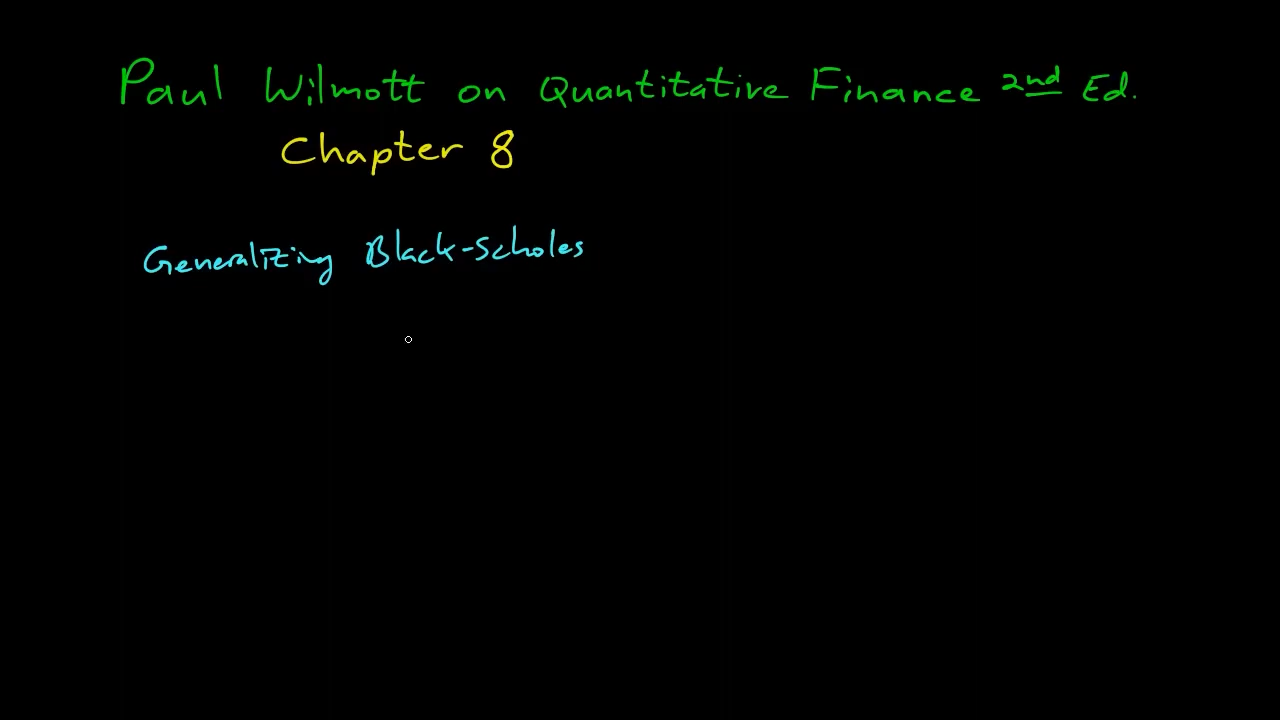 Paul Wilmott on Quantitative Finance 2nd Ed.
Chapter 8
Generalizing Black-Scholes